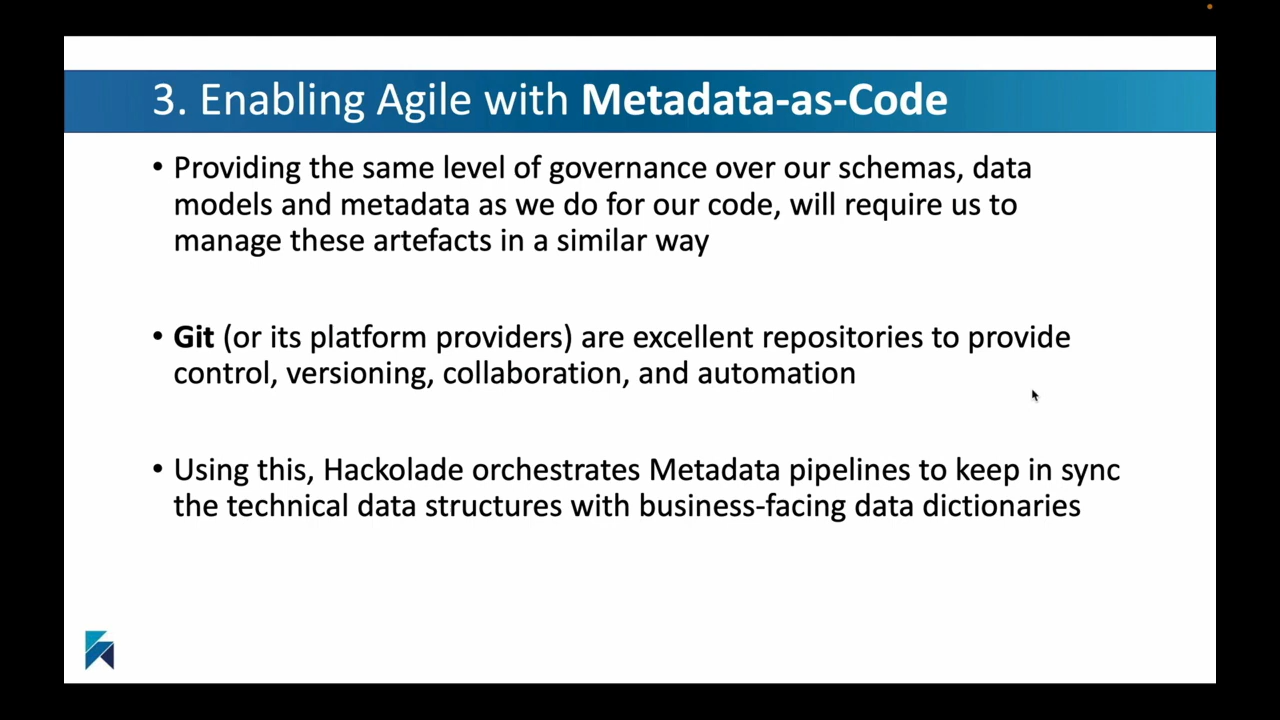 3. Enabling Agile with Metadata-as-Code
• Providing the same level of governance over our schemas, data
models and metadata as we do for our code, will require us to
manage these artefacts in a similar way
• Git (or its platform providers) are excellent repositories to provide
control, versioning, collaboration, and automation
• Using this, Hackolade orchestrates Metadata pipelines to keep in sync
the technical data structures with business-facing data dictionaries